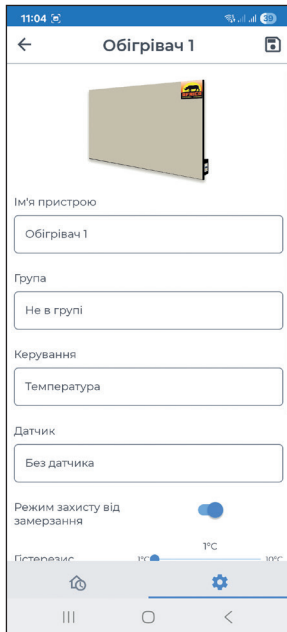 11:04
Обігрівач 1
Ім'я пристрою
Обігрівач 1
Група
Не в групі
Керування
Температура
Датчик
Без датчика
Режим захисту від
замерзання
1°C
Гістерезис 1°C 10°C